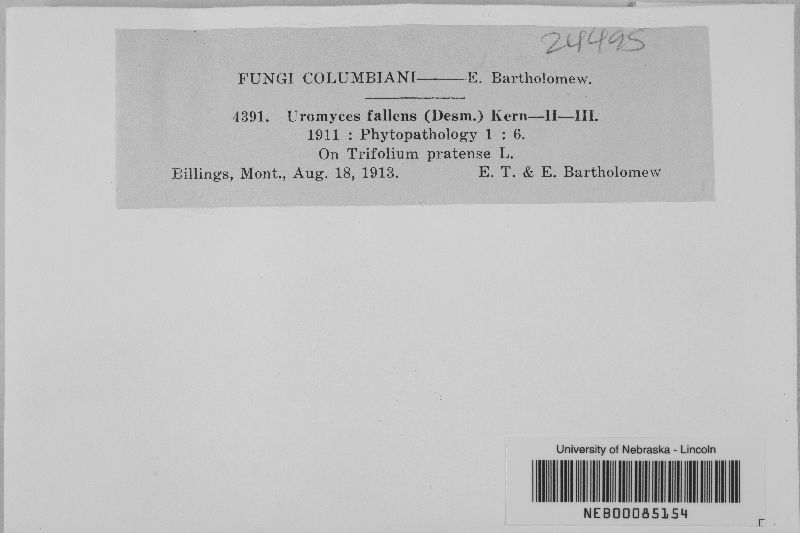 24495
FUNGI COLUMBIANI——E. Bartholomew.
4391. Uromyces fallens (Desm.) Kern—II—III.
1911 : Phytopathology 1 : 6.
On Trifolium pratense L.
Billings, Mont., Aug. 18, 1913. E. T. & E. Bartholomew
University of Nebraska - Lincoln
NEB00085154